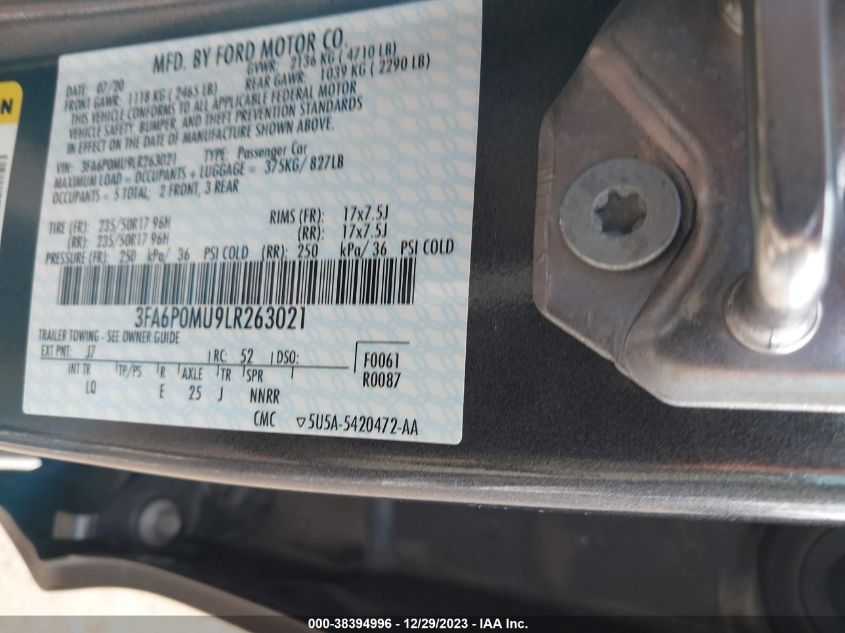 MFD. BY FORD MOTOR CO.
DATE: 07/20 GVWR: 2136 KG ( 4710 LB)
FRONT GAWR: 1118 KG ( 2465 LB) REAR GAWR: 1039 KG ( 2290 LB)
THIS VEHICLE CONFORMS TO ALL APPLICABLE FEDERAL MOTOR
VEHICLE SAFETY, BUMPER, AND THEFT PREVENTION STANDARDS
IN EFFECT ON THE DATE OF MANUFACTURE SHOWN ABOVE.
VIN: 3FA6P0MU9LR263021 TYPE: Passenger Car
MAXIMUM LOAD = OCCUPANTS + LUGGAGE = 375KG/ 827LB
OCCUPANTS = 5 TOTAL, 2 FRONT, 3 REAR
TIRE (FR): 235/50R17 96H RIMS (FR): 17x7.5J
(RR): 235/50R17 96H (RR): 17x7.5J
PRESSURE (FR): 250 kPa/ 36 PSI COLD (RR): 250 kPa/ 36 PSI COLD
3FA6P0MU9LR263021
TRAILER TOWING - SEE OWNER GUIDE
EXT PNT: J7 RC: 52 DSO: F0061
INT TR TP/PS R AXLE TR SPR R0087
LQ E 25 J NNRR
CMC ▽5U5A-5420472-AA
000-38394996 - 12/29/2023 - IAA Inc.